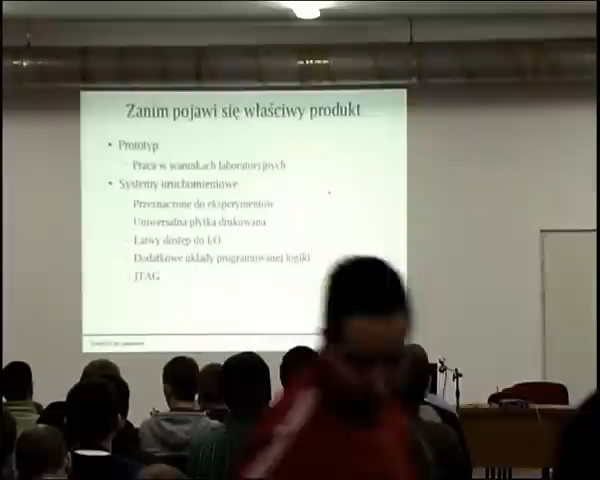 Zanim pojawi się właściwy produkt
• Prototyp
– Praca w warunkach laboratoryjnych
• Systemy uruchomieniowe
– Przeznaczone do eksperymentów
– Uniwersalna płytka drukowana
– Łatwy dostęp do I/O
– Dodatkowe układy programowanej logiki
– JTAG